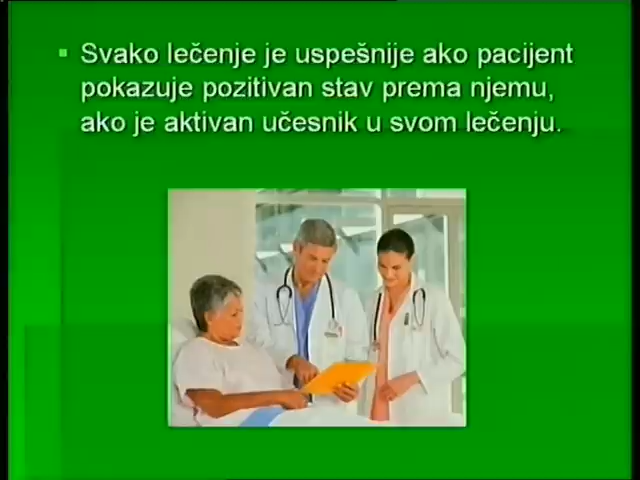 Svako lečenje je uspešnije ako pacijent
pokazuje pozitivan stav prema njemu,
ako je aktivan učesnik u svom lečenju.